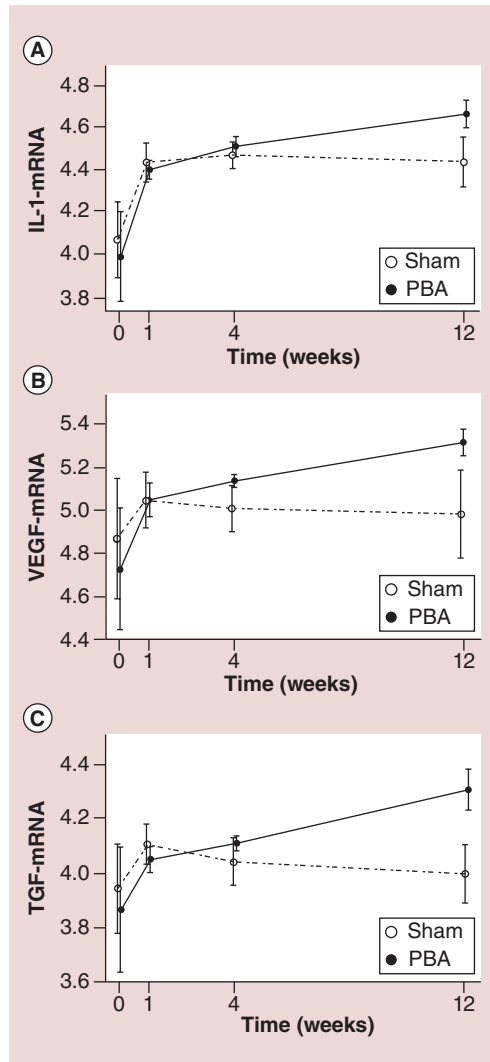 A
IL-1-mRNA
4.8
4.6
4.4
4.2
4.0
3.8
Sham
PBA
0 1 4 12
Time (weeks)
B
VEGF-mRNA
5.4
5.2
5.0
4.8
4.6
4.4
Sham
PBA
0 1 4 12
Time (weeks)
C
TGF-mRNA
4.4
4.2
4.0
3.8
3.6
Sham
PBA
0 1 4 12
Time (weeks)